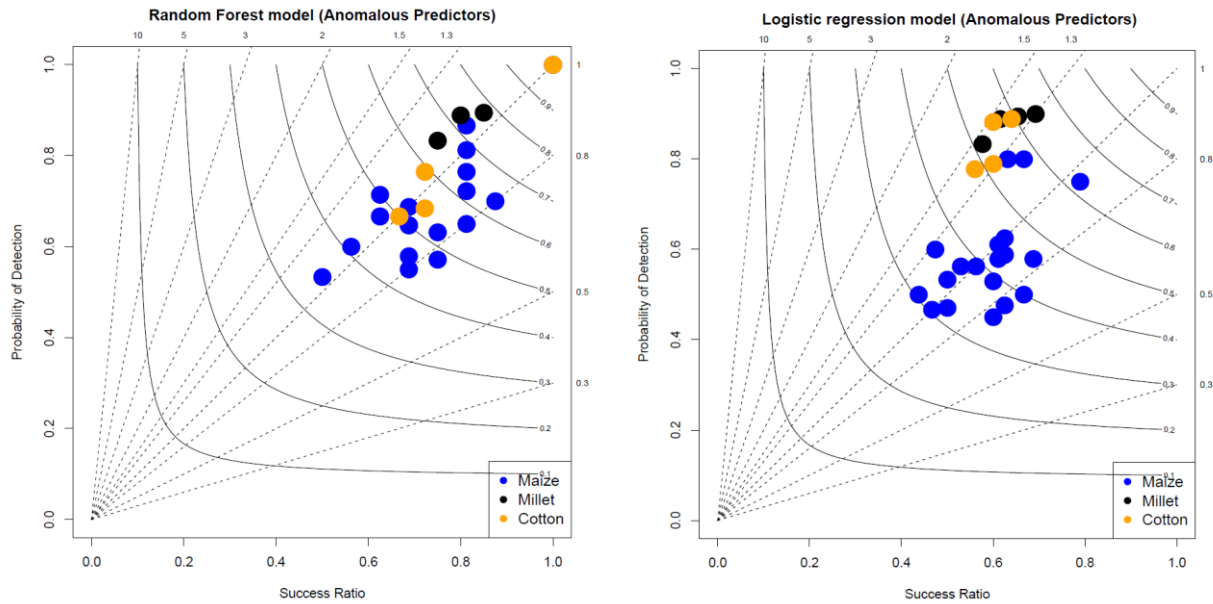 Random Forest model (Anomalous Predictors)
10 5 3 2 1.5 1.3
1
0.8
0.5
0.3
0.9
0.8
0.7
0.6
0.5
0.4
0.3
0.2
0.1
1.0
0.8
0.6
0.4
0.2
0.0
Probability of Detection
0.0 0.2 0.4 0.6 0.8 1.0
Success Ratio
Maize
Millet
Cotton
Logistic regression model (Anomalous Predictors)
10 5 3 2 1.5 1.3
1
0.8
0.5
0.3
0.9
0.8
0.7
0.6
0.5
0.4
0.3
0.2
0.1
1.0
0.8
0.6
0.4
0.2
0.0
Probability of Detection
0.0 0.2 0.4 0.6 0.8 1.0
Success Ratio
Maize
Millet
Cotton